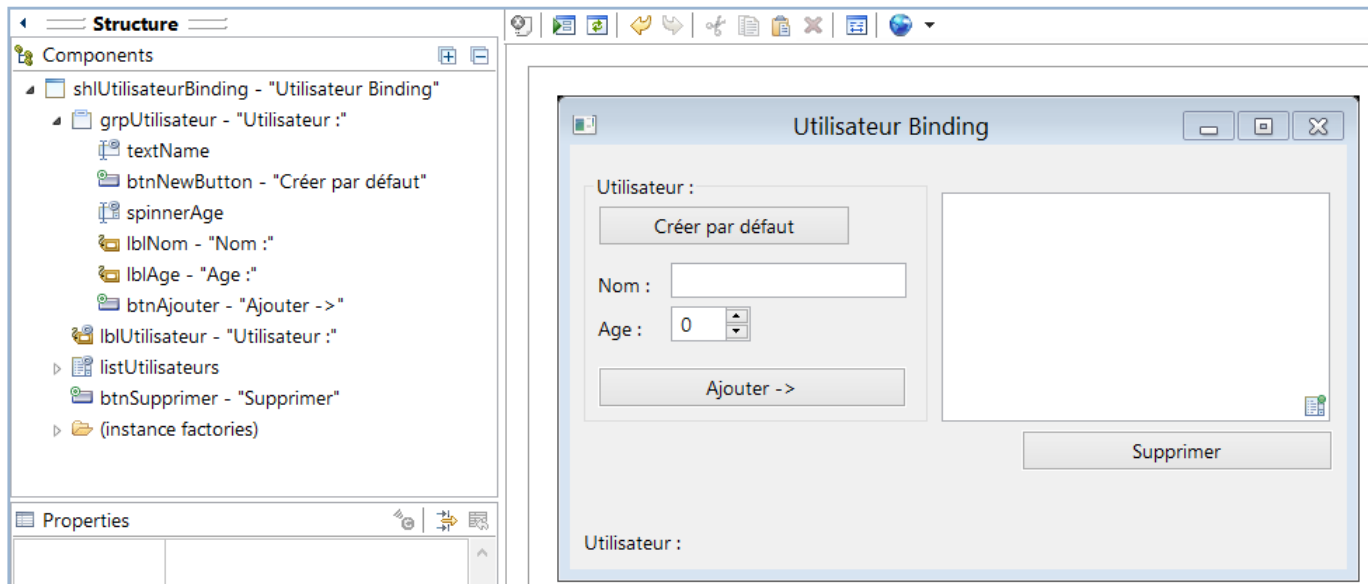 Structure
Components
shlUtilisateurBinding - "Utilisateur Binding"
grpUtilisateur - "Utilisateur :"
textName
btnNewButton - "Créer par défaut"
spinnerAge
lblNom - "Nom :"
lblAge - "Age :"
btnAjouter - "Ajouter ->"
lblUtilisateur - "Utilisateur :"
listUtilisateurs
btnSupprimer - "Supprimer"
(instance factories)
Properties
Utilisateur Binding
Utilisateur :
Créer par défaut
Nom :
Age :
0
Ajouter ->
Supprimer
Utilisateur :